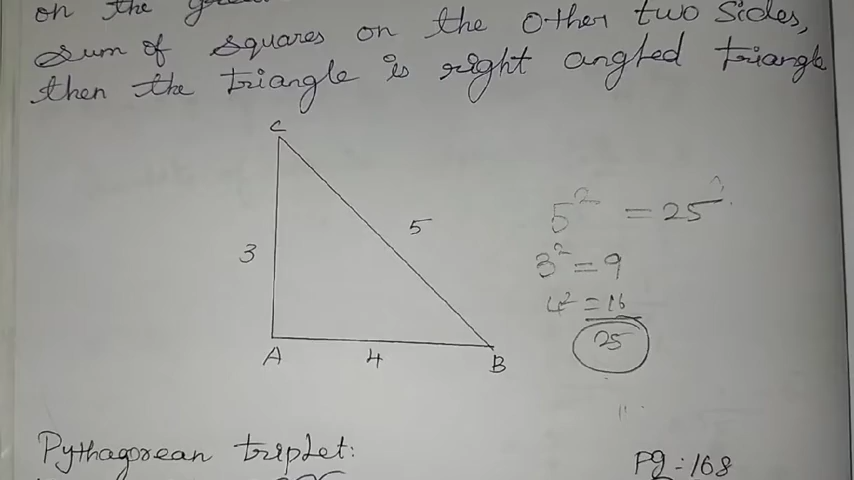 on the
sum of squares on the other two sides,
then the triangle is right angled triangle
C
5
3
A
4
B
5² = 25
3² = 9
4² = 16
25
Pythagorean triplet:
Pg:168